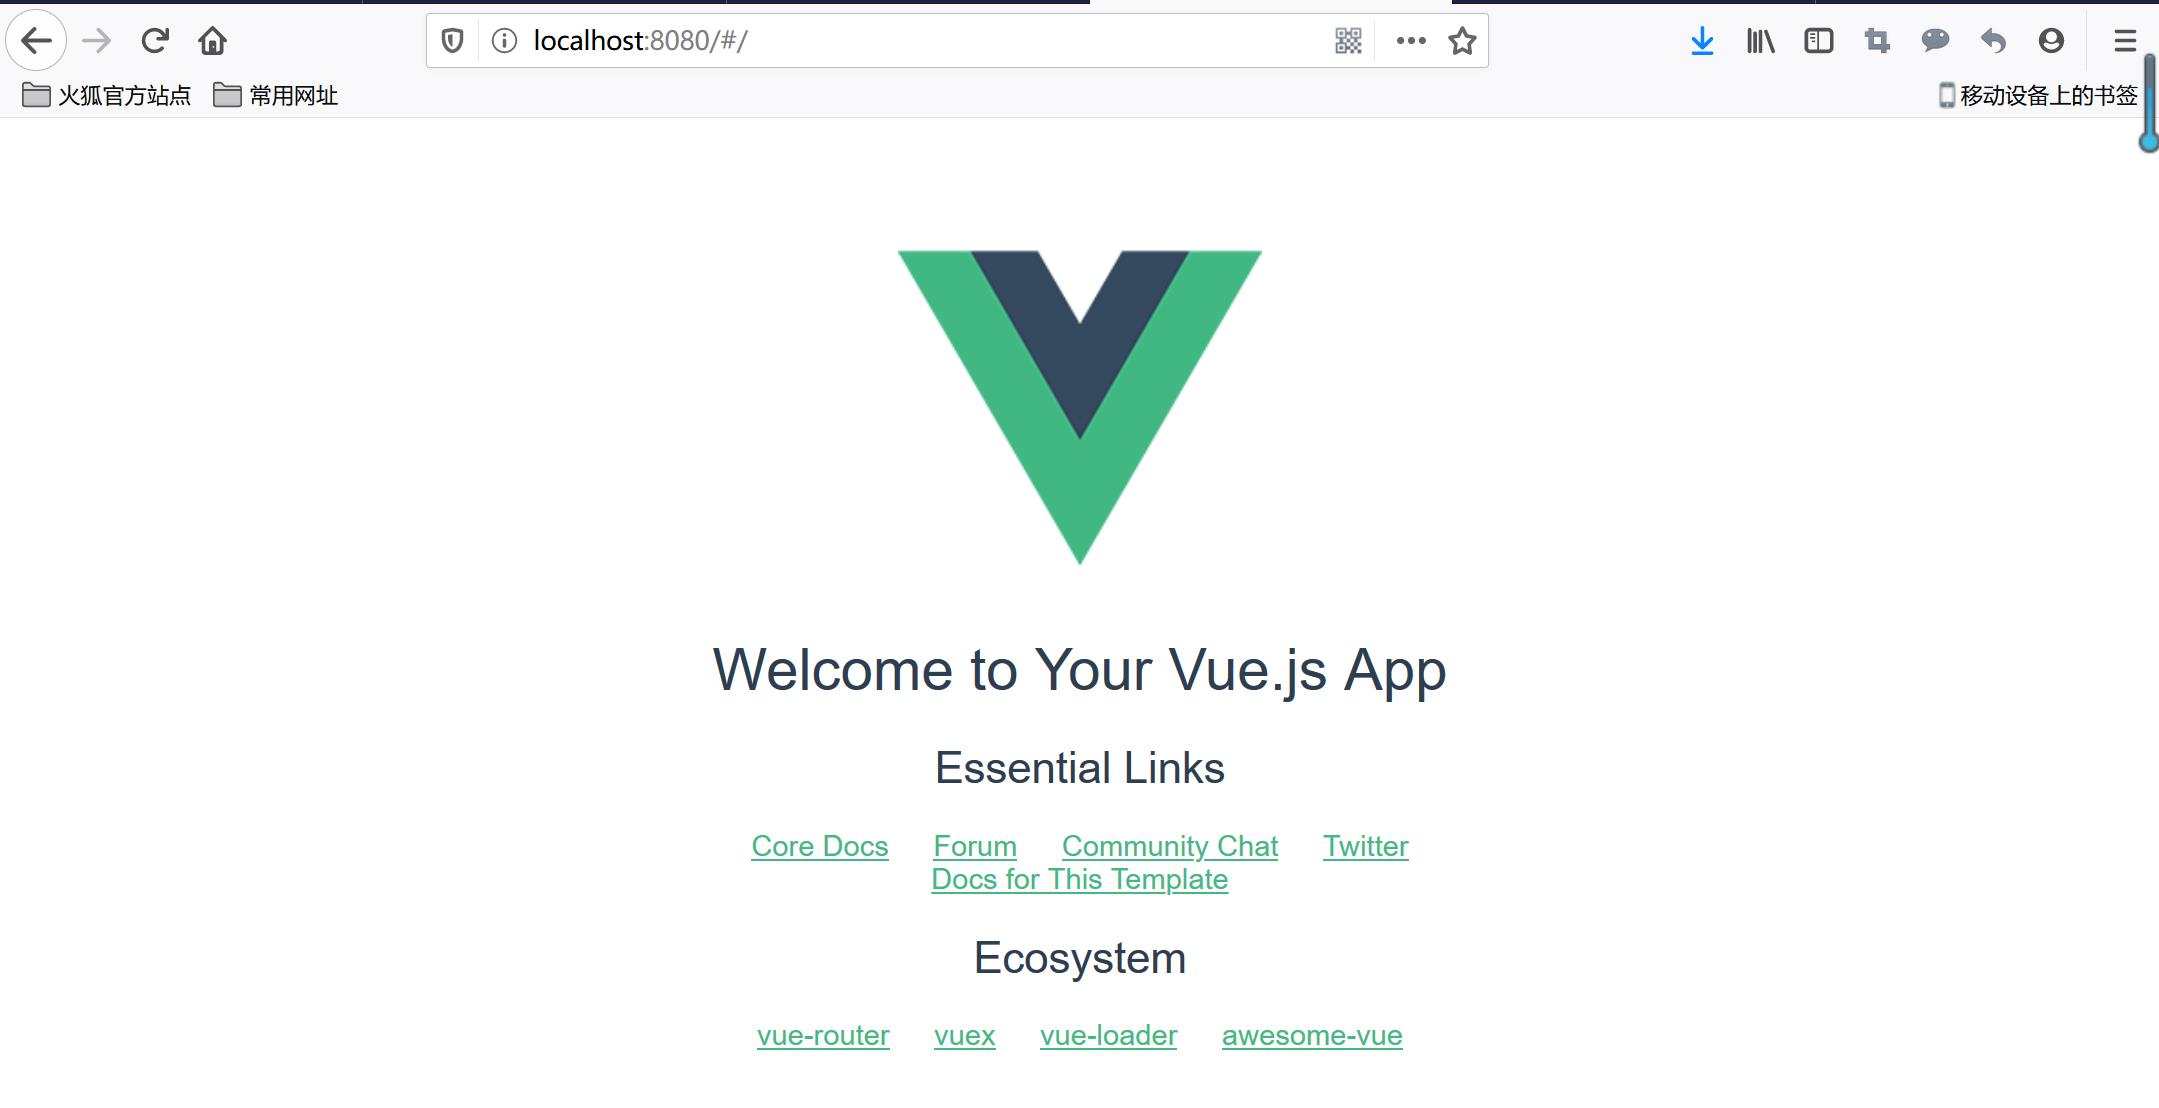 localhost:8080/#/
火狐官方站点 常用网址 移动设备上的书签
Welcome to Your Vue.js App
Essential Links
Core Docs Forum Community Chat Twitter
Docs for This Template
Ecosystem
vue-router vuex vue-loader awesome-vue